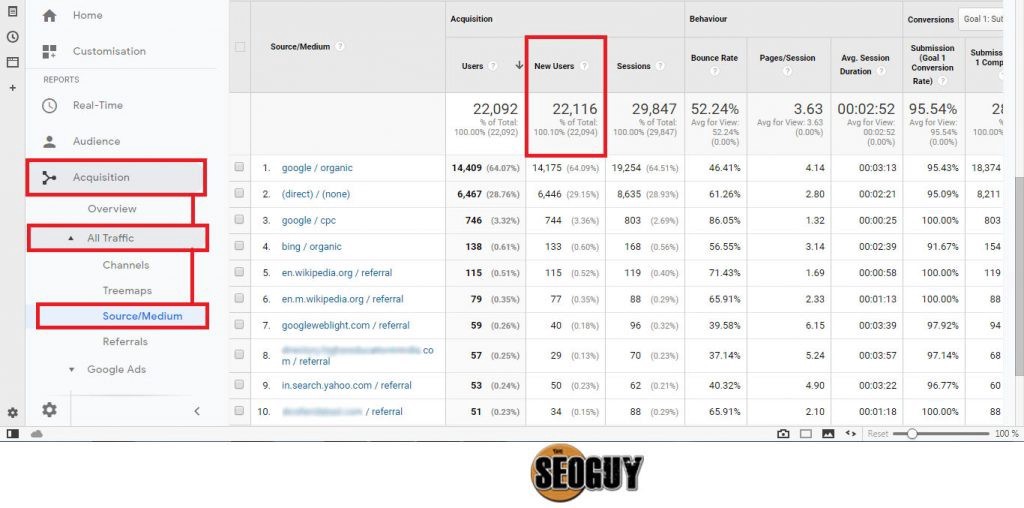 Home
Customisation
REPORTS
Real-Time
Audience
Acquisition
Overview
All Traffic
Channels
Treemaps
Source/Medium
Referrals
Google Ads
Source/Medium ?
Acquisition
Behaviour
Conversions
Goal 1: Sub
Users ?
New Users ?
Sessions ?
Bounce Rate ?
Pages/Session ?
Avg. Session Duration ?
Submission (Goal 1 Conversion Rate) ?
Submission 1 Comp
22,092 % of Total: 100.00% (22,092)
22,116 % of Total: 100.10% (22,094)
29,847 % of Total: 100.00% (29,847)
52.24% Avg for View: 52.24% (0.00%)
3.63 Avg for View: 3.63 (0.00%)
00:02:52 Avg for View: 00:02:52 (0.00%)
95.54% Avg for View: 95.54% (0.00%)
1. google / organic 14,409 (64.07%) 14,175 (64.09%) 19,254 (64.51%) 46.41% 4.14 00:03:13 95.43% 18,374
2. (direct) / (none) 6,467 (28.76%) 6,446 (29.15%) 8,635 (28.93%) 61.26% 2.80 00:02:21 95.09% 8,211
3. google / cpc 746 (3.32%) 744 (3.36%) 803 (2.69%) 86.05% 1.32 00:00:25 100.00% 803
4. bing / organic 138 (0.61%) 133 (0.60%) 168 (0.56%) 56.55% 3.14 00:02:39 91.67% 154
5. en.wikipedia.org / referral 115 (0.51%) 115 (0.52%) 119 (0.40%) 71.43% 1.69 00:00:58 100.00% 119
6. en.m.wikipedia.org / referral 79 (0.35%) 77 (0.35%) 88 (0.29%) 65.91% 2.33 00:01:13 100.00% 88
7. googleweblight.com / referral 59 (0.26%) 40 (0.18%) 96 (0.32%) 39.58% 6.15 00:03:39 97.92% 94
8. co m / referral 57 (0.25%) 29 (0.13%) 70 (0.23%) 37.14% 5.24 00:03:57 97.14% 68
9. in.search.yahoo.com / referral 53 (0.24%) 50 (0.23%) 62 (0.21%) 40.32% 4.90 00:03:22 96.77% 60
10. / referral 51 (0.23%) 34 (0.15%) 88 (0.29%) 65.91% 2.10 00:01:18 100.00% 88
Reset 100 %
THE
SEOGUY